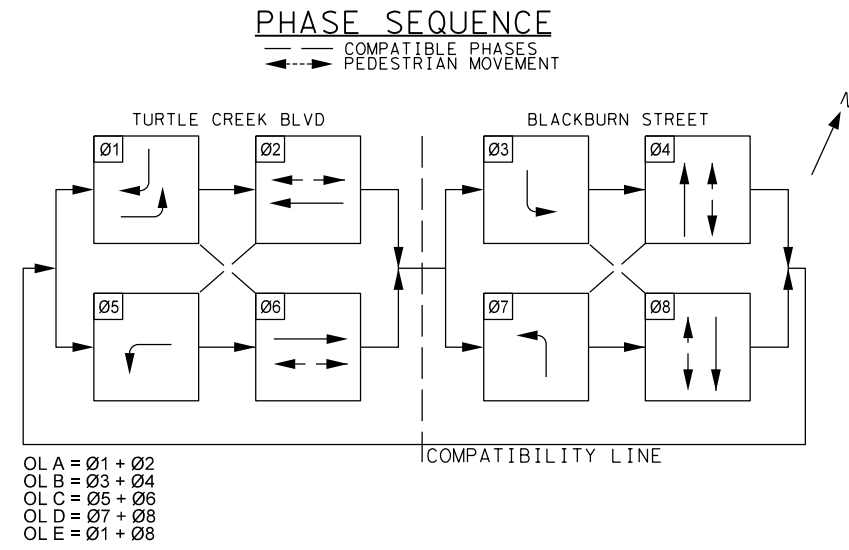 PHASE SEQUENCE
COMPATIBLE PHASES
PEDESTRIAN MOVEMENT
N
TURTLE CREEK BLVD
BLACKBURN STREET
Ø1
Ø2
Ø3
Ø4
Ø5
Ø6
Ø7
Ø8
COMPATIBILITY LINE
OL A = Ø1 + Ø2
OL B = Ø3 + Ø4
OL C = Ø5 + Ø6
OL D = Ø7 + Ø8
OL E = Ø1 + Ø8